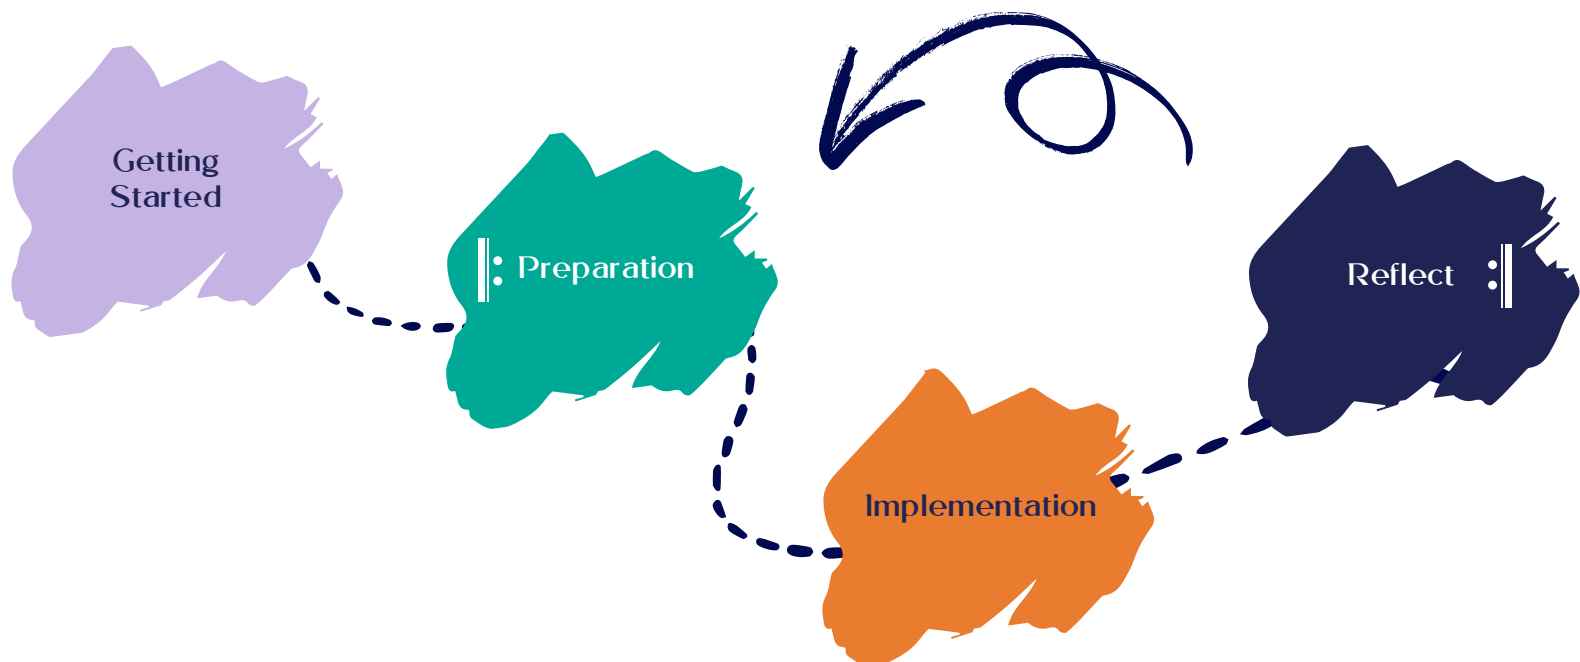 Getting
Started
Preparation
Implementation
Reflect